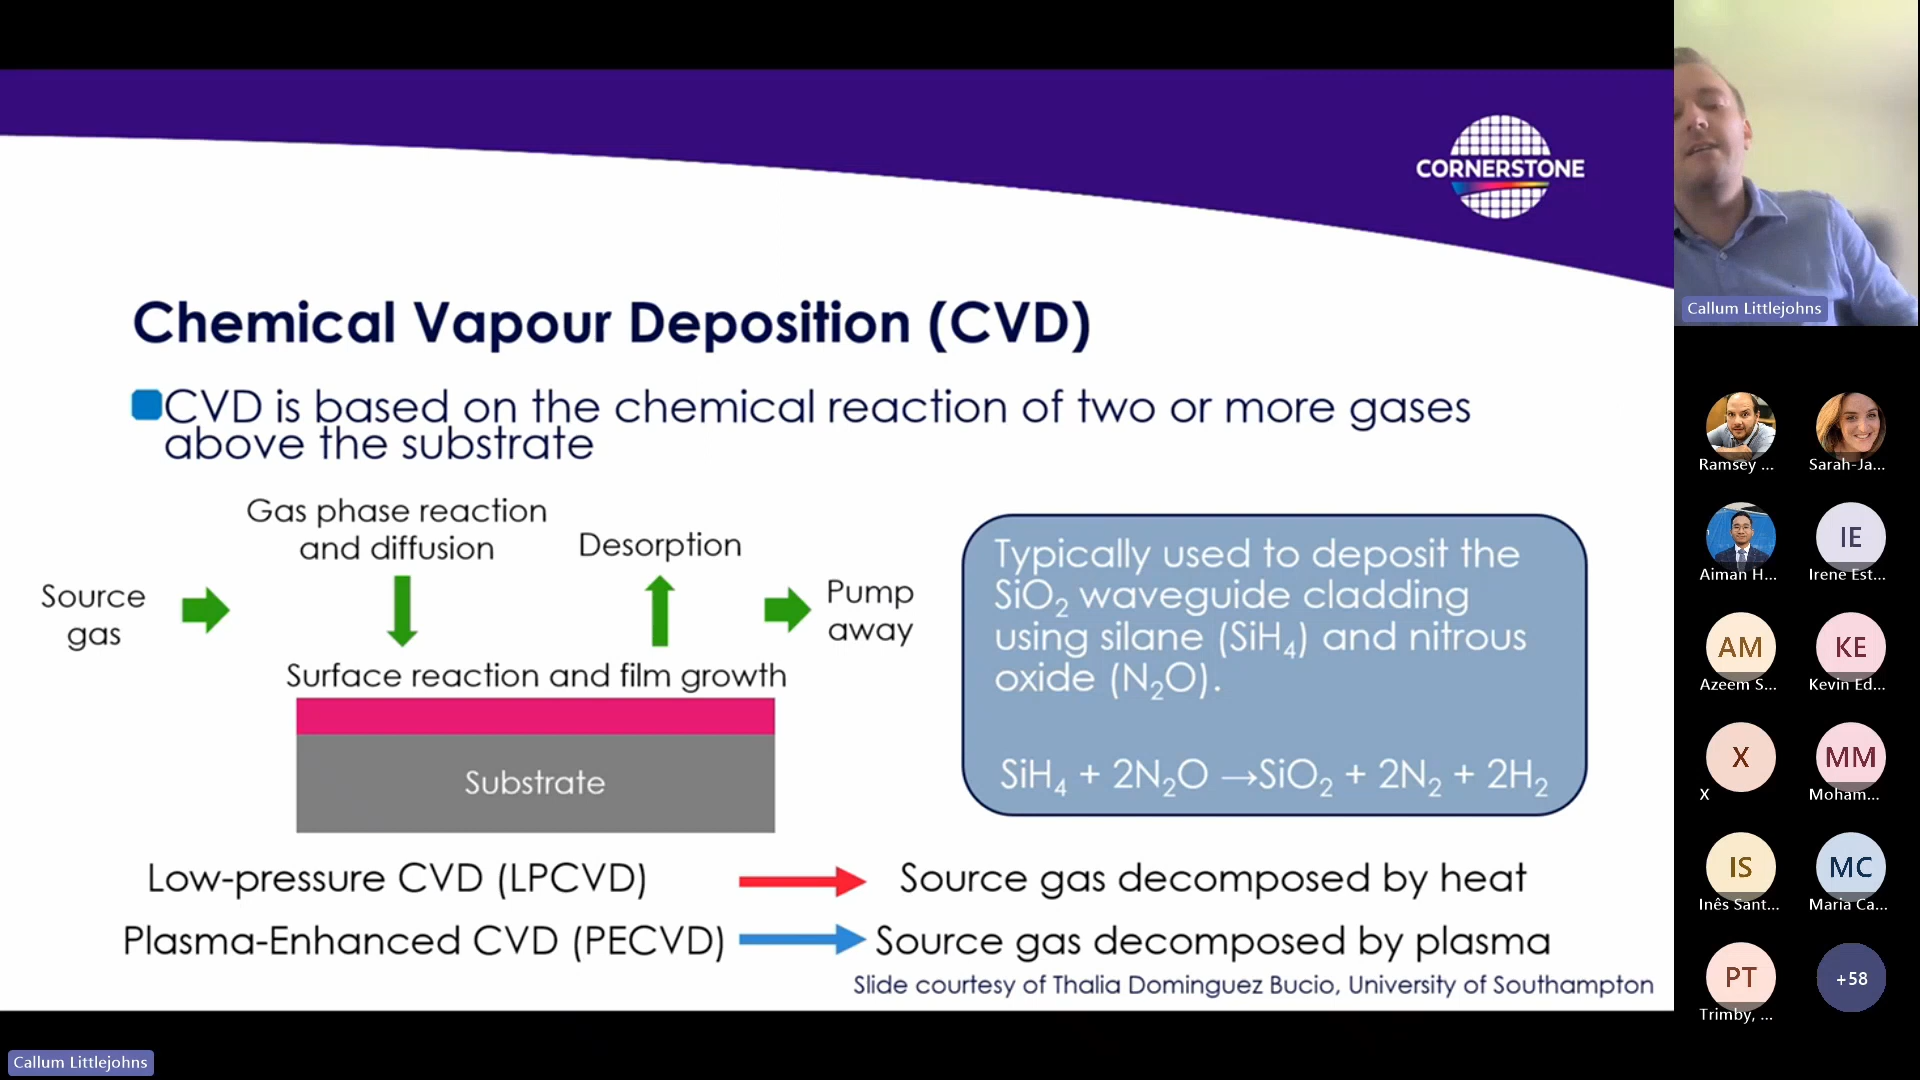 CORNERSTONE
Chemical Vapour Deposition (CVD)
CVD is based on the chemical reaction of two or more gases
above the substrate
Gas phase reaction
and diffusion
Desorption
Source
gas
Pump
away
Surface reaction and film growth
Substrate
Typically used to deposit the
SiO₂ waveguide cladding
using silane (SiH₄) and nitrous
oxide (N₂O).
SiH₄ + 2N₂O →SiO₂ + 2N₂ + 2H₂
Low-pressure CVD (LPCVD)
Source gas decomposed by heat
Plasma-Enhanced CVD (PECVD)
Source gas decomposed by plasma
Slide courtesy of Thalia Dominguez Bucio, University of Southampton
Callum Littlejohns
Callum Littlejohns
Ramsey ...
Sarah-Ja...
Aiman H...
IE
Irene Est...
AM
Azeem S...
KE
Kevin Ed...
X
X
MM
Moham...
IS
Inês Sant...
MC
Maria Ca...
PT
Trimby, ...
+58